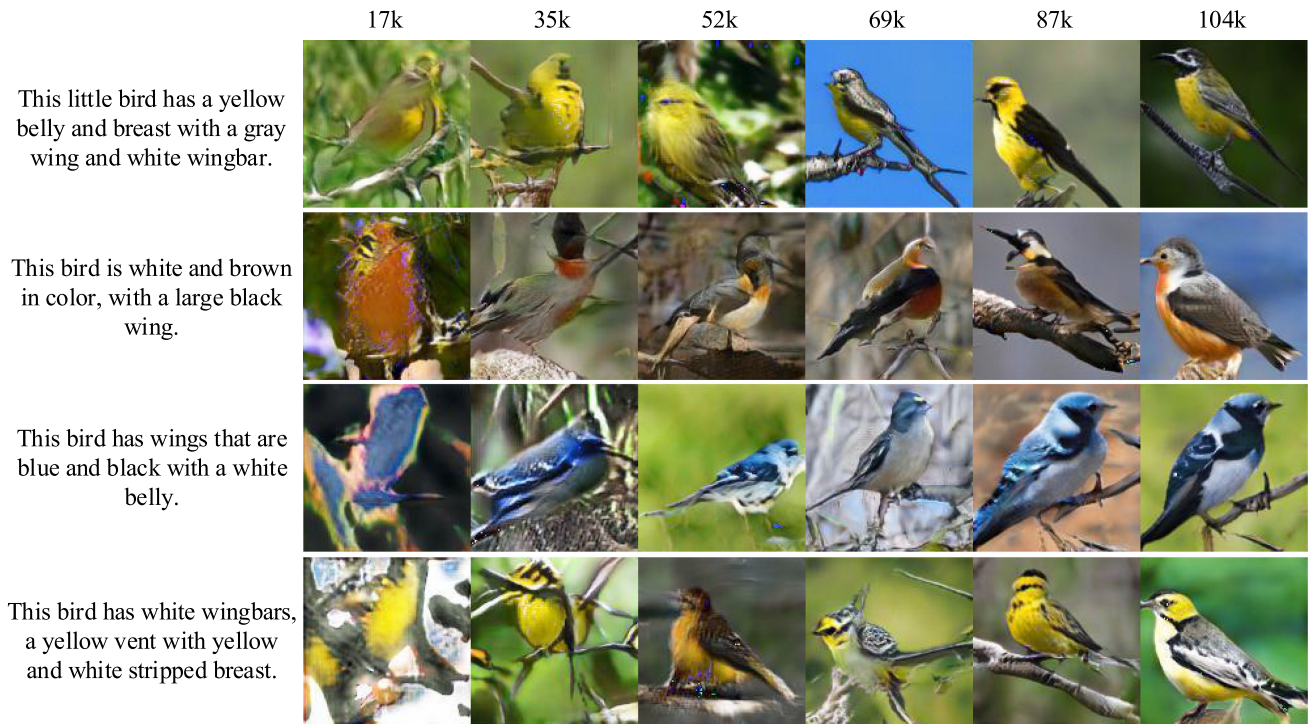 17k 35k 52k 69k 87k 104k
This little bird has a yellow
belly and breast with a gray
wing and white wingbar.
This bird is white and brown
in color, with a large black
wing.
This bird has wings that are
blue and black with a white
belly.
This bird has white wingbars,
a yellow vent with yellow
and white stripped breast.